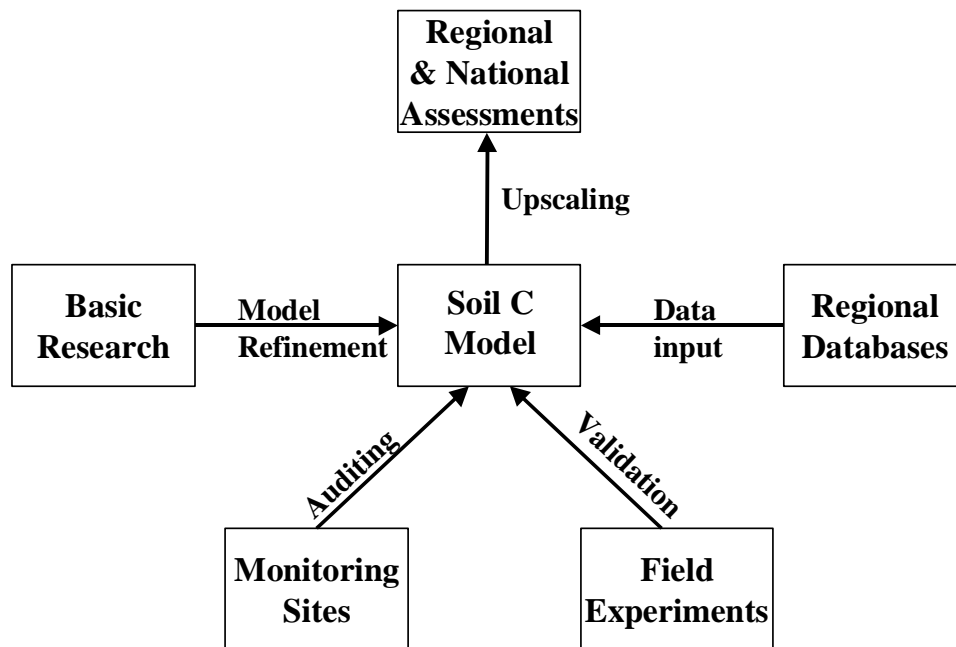 Regional
& National
Assessments
Upscaling
Basic
Research
Model
Refinement
Soil C
Model
Data
input
Regional
Databases
Auditing
Validation
Monitoring
Sites
Field
Experiments